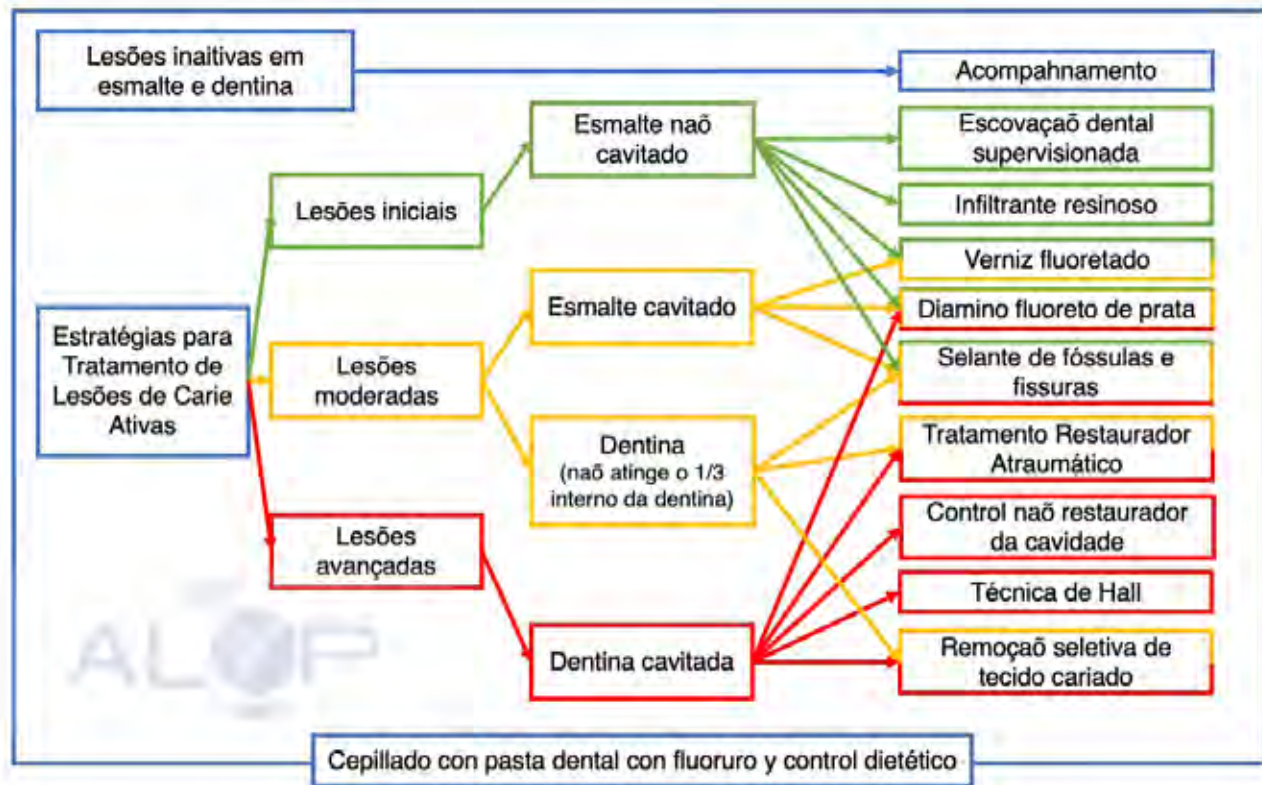 Lesões inaitivas em
esmalte e dentina
Acompahnamento
Esmalte naõ
cavitado
Escovaçaõ dental
supervisionada
Lesões iniciais
Infiltrante resinoso
Verniz fluoretado
Estratégias para
Tratamento de
Lesões de Carie
Ativas
Esmalte cavitado
Diamino fluoreto de prata
Lesões
moderadas
Selante de fóssulas e
fissuras
Dentina
(naõ atinge o 1/3
interno da dentina)
Tratamento Restaurador
Atraumático
Lesões
avançadas
Control naõ restaurador
da cavidade
Técnica de Hall
Dentina cavitada
Remoçaõ seletiva de
tecido cariado
ALOP
Cepillado con pasta dental con fluoruro y control dietético